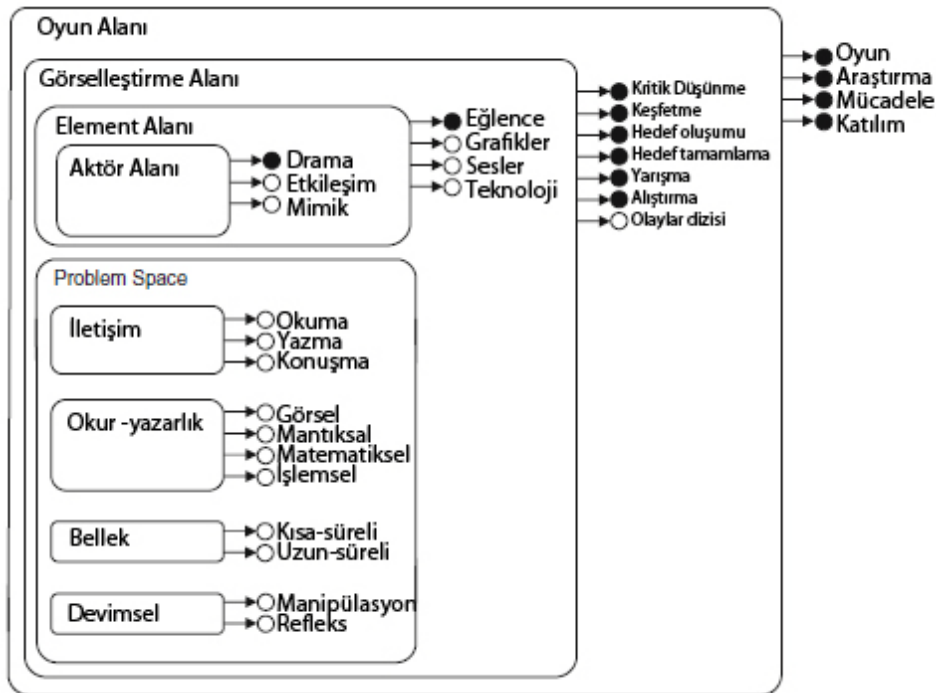 Oyun Alanı
Görselleştirme Alanı
Element Alanı
Aktör Alanı
Drama
Etkileşim
Mimik
Eğlence
Grafikler
Sesler
Teknoloji
Kritik Düşünme
Keşfetme
Hedef oluşumu
Hedef tamamlama
Yarışma
Alıştırma
Olaylar dizisi
Oyun
Araştırma
Mücadele
Katılım
Problem Space
İletişim
Okuma
Yazma
Konuşma
Okur -yazarlık
Görsel
Mantıksal
Matematiksel
İşlemsel
Bellek
Kısa-süreli
Uzun-süreli
Devimsel
Manipülasyon
Refleks